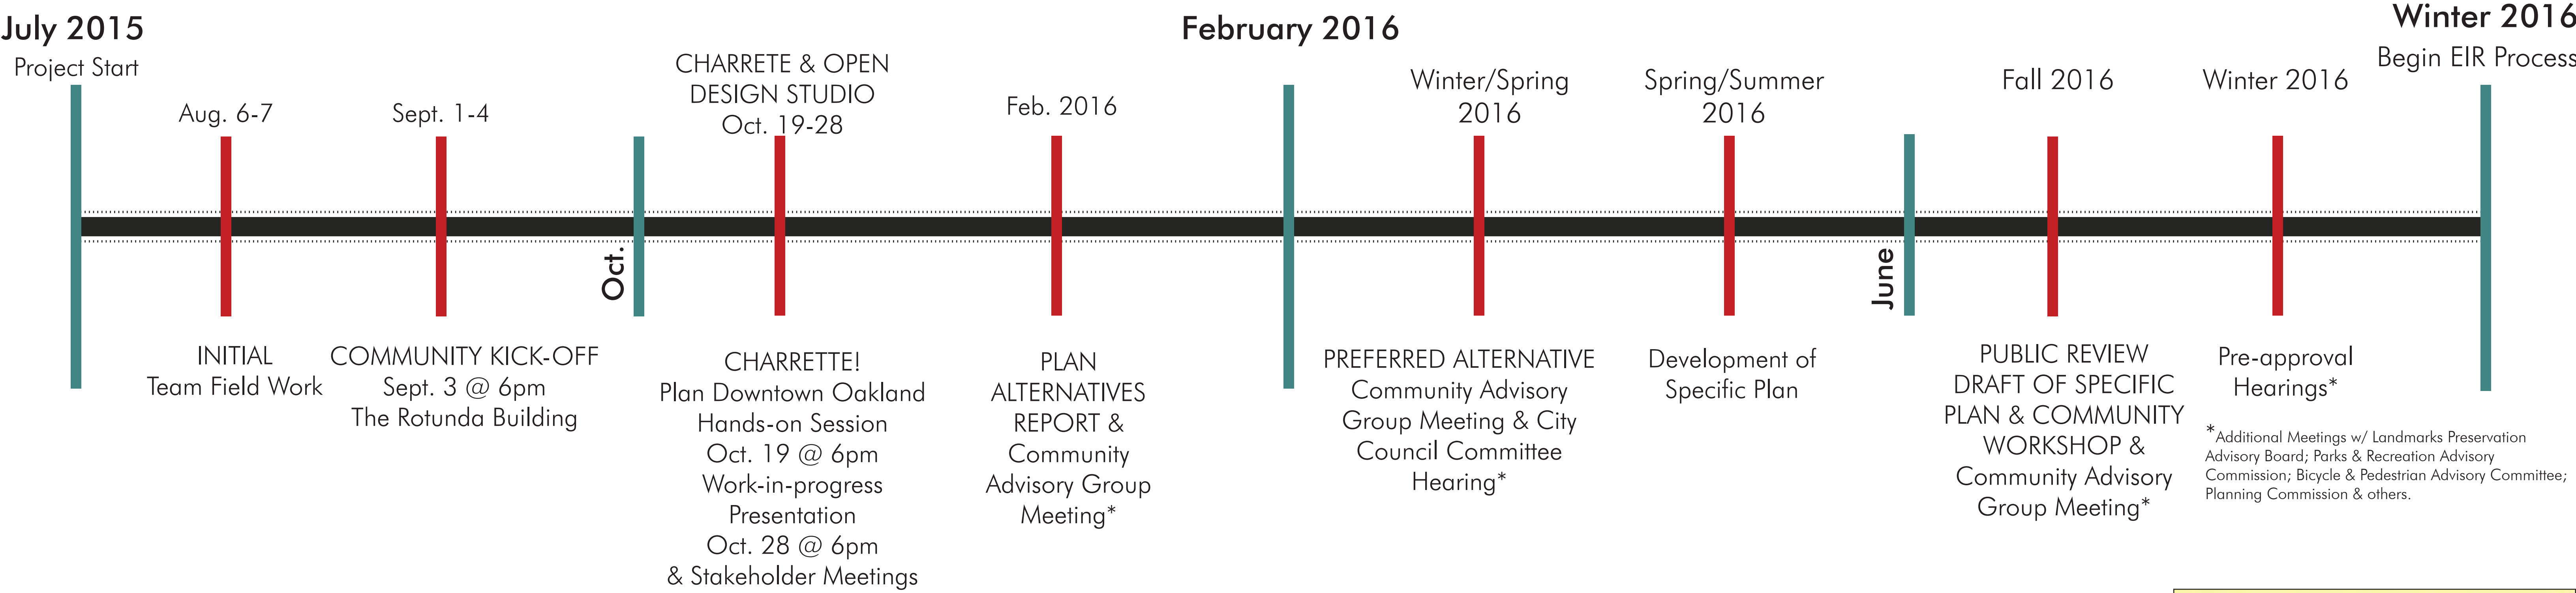 July 2015
Project Start
Aug. 6-7
INITIAL
Team Field Work
Sept. 1-4
COMMUNITY KICK-OFF
Sept. 3 @ 6pm
The Rotunda Building
Oct.
CHARRETE & OPEN
DESIGN STUDIO
Oct. 19-28
CHARRETTE!
Plan Downtown Oakland
Hands-on Session
Oct. 19 @ 6pm
Work-in-progress
Presentation
Oct. 28 @ 6pm
& Stakeholder Meetings
Feb. 2016
PLAN
ALTERNATIVES
REPORT &
Community
Advisory Group
Meeting*
February 2016
Winter/Spring
2016
PREFERRED ALTERNATIVE
Community Advisory
Group Meeting & City
Council Committee
Hearing*
Spring/Summer
2016
Development of
Specific Plan
June
Fall 2016
PUBLIC REVIEW
DRAFT OF SPECIFIC
PLAN & COMMUNITY
WORKSHOP &
Community Advisory
Group Meeting*
Winter 2016
Pre-approval
Hearings*
*Additional Meetings w/ Landmarks Preservation
Advisory Board; Parks & Recreation Advisory
Commission; Bicycle & Pedestrian Advisory Committee;
Planning Commission & others.
Winter 2016
Begin EIR Process